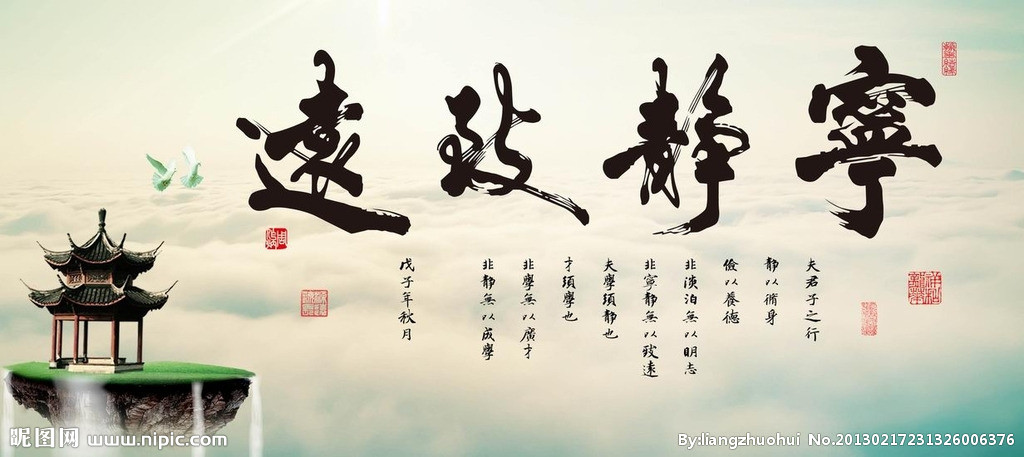 寧靜致遠
夫君子之行
靜以脩身
儉以養德
非淡泊無以明志
非寧靜無以致遠
夫學須靜也
才須學也
非學無以廣才
非靜無以成學
戊子年秋月
昵图网 www.nipic.com
By:liangzhuohui No.20130217231326006376